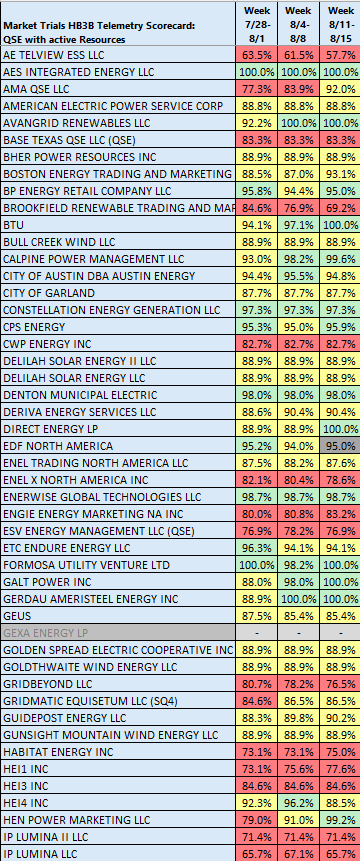 Market Trials HB3B Telemetry Scorecard:
QSE with active Resources
Week 7/28-8/1
Week 8/4-8/8
Week 8/11-8/15
AE TELVIEW ESS LLC 63.5% 61.5% 57.7%
AES INTEGRATED ENERGY LLC 100.0% 100.0% 100.0%
AMA QSE LLC 77.3% 83.9% 92.0%
AMERICAN ELECTRIC POWER SERVICE CORP 88.8% 88.8% 88.8%
AVANGRID RENEWABLES LLC 92.2% 100.0% 100.0%
BASE TEXAS QSE LLC (QSE) 83.3% 83.3% 83.3%
BHER POWER RESOURCES INC 88.9% 88.9% 88.9%
BOSTON ENERGY TRADING AND MARKETING 88.5% 87.0% 93.1%
BP ENERGY RETAIL COMPANY LLC 95.8% 94.4% 95.0%
BROOKFIELD RENEWABLE TRADING AND MAR 84.6% 76.9% 69.2%
BTU 94.1% 97.1% 100.0%
BULL CREEK WIND LLC 88.9% 88.9% 88.9%
CALPINE POWER MANAGEMENT LLC 93.0% 98.2% 99.6%
CITY OF AUSTIN DBA AUSTIN ENERGY 94.4% 95.5% 94.8%
CITY OF GARLAND 87.7% 87.7% 87.7%
CONSTELLATION ENERGY GENERATION LLC 97.3% 97.3% 97.3%
CPS ENERGY 95.3% 95.0% 95.9%
CWP ENERGY INC 82.7% 82.7% 82.7%
DELILAH SOLAR ENERGY II LLC 88.9% 88.9% 88.9%
DELILAH SOLAR ENERGY LLC 88.9% 88.9% 88.9%
DENTON MUNICIPAL ELECTRIC 98.0% 98.0% 98.0%
DERIVA ENERGY SERVICES LLC 88.6% 90.4% 90.4%
DIRECT ENERGY LP 88.9% 88.9% 100.0%
EDF NORTH AMERICA 95.2% 94.0% 95.0%
ENEL TRADING NORTH AMERICA LLC 87.5% 88.2% 87.6%
ENEL X NORTH AMERICA INC 82.1% 80.4% 78.6%
ENERWISE GLOBAL TECHNOLOGIES LLC 98.7% 98.7% 98.7%
ENGIE ENERGY MARKETING NA INC 80.0% 80.8% 83.2%
ESV ENERGY MANAGEMENT LLC (QSE) 76.9% 78.2% 76.9%
ETC ENDURE ENERGY LLC 96.3% 94.1% 94.1%
FORMOSA UTILITY VENTURE LTD 100.0% 98.2% 100.0%
GALT POWER INC 88.0% 98.0% 100.0%
GERDAU AMERISTEEL ENERGY INC 88.9% 100.0% 100.0%
GEUS 87.5% 85.4% 85.4%
GEXA ENERGY LP - - -
GOLDEN SPREAD ELECTRIC COOPERATIVE INC 88.9% 88.9% 88.9%
GOLDTHWAITE WIND ENERGY LLC 88.9% 88.9% 88.9%
GRIDBEYOND LLC 80.7% 78.2% 76.5%
GRIDMATIC EQUISETUM LLC (SQ4) 84.6% 86.5% 86.5%
GUIDEPOST ENERGY LLC 88.3% 89.8% 90.2%
GUNSIGHT MOUNTAIN WIND ENERGY LLC 88.9% 88.9% 88.9%
HABITAT ENERGY INC 73.1% 73.1% 75.0%
HEI1 INC 73.1% 75.6% 77.6%
HEI3 INC 84.6% 84.6% 84.6%
HEI4 INC 92.3% 96.2% 88.5%
HEN POWER MARKETING LLC 79.0% 91.0% 99.2%
IP LUMINA II LLC 71.4% 71.4% 71.4%
IP LUMINA LLC 65.7% 67.1% 65.7%